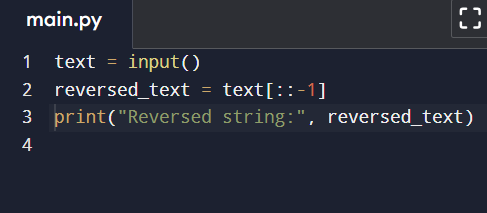 main.py
1 text = input()
2 reversed_text = text[::-1]
3 print("Reversed string:", reversed_text)
4